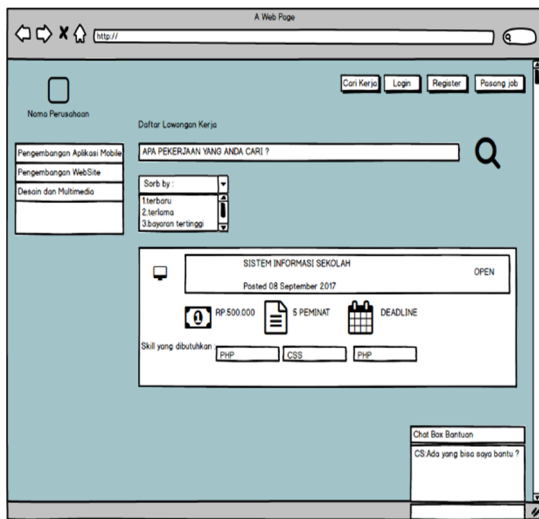 A Web Page
http://
Cari Kerja
Login
Register
Pasang job
Nama Perusahaan
Daftar Lowongan Kerja
Pengembangan Aplikasi Mobile
Pengembangan WebSite
Desain dan Multimedia
APA PEKERJAAN YANG ANDA CARI ?
Sorb by :
1.terbaru
2.terlama
3.bayaran tertinggi
SISTEM INFORMASI SEKOLAH
OPEN
Posted 08 September 2017
RP.500.000
5 PEMINAT
DEADLINE
Skill yang dibutuhkan :
PHP
CSS
PHP
Chat Box Bantuan
CS:Ada yang bisa saya bantu ?